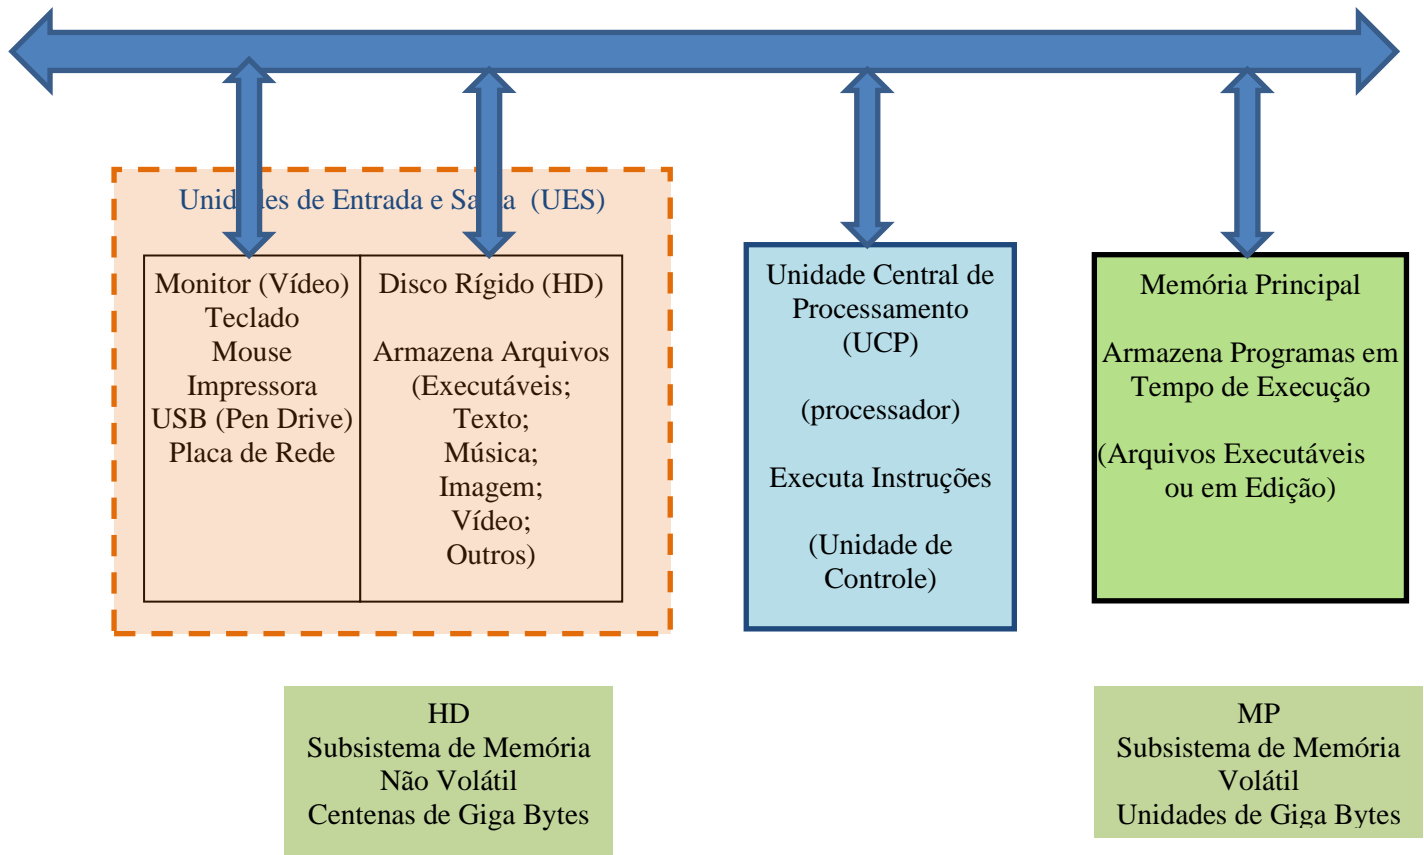 Unidades de Entrada e Saída (UES)
Monitor (Vídeo)
Teclado
Mouse
Impressora
USB (Pen Drive)
Placa de Rede
Disco Rígido (HD)
Armazena Arquivos
(Executáveis;
Texto;
Música;
Imagem;
Vídeo;
Outros)
Unidade Central de
Processamento
(UCP)
(processador)
Executa Instruções
(Unidade de
Controle)
Memória Principal
Armazena Programas em
Tempo de Execução
(Arquivos Executáveis
ou em Edição)
HD
Subsistema de Memória
Não Volátil
Centenas de Giga Bytes
MP
Subsistema de Memória
Volátil
Unidades de Giga Bytes